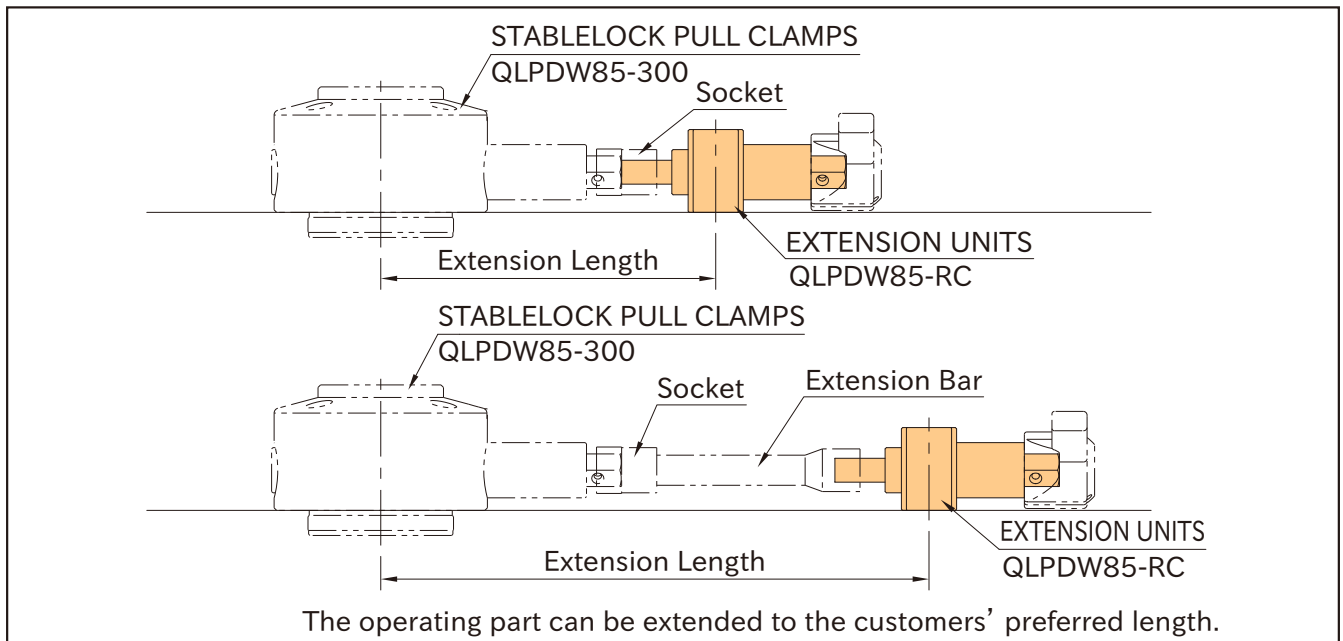 STABLELOCK PULL CLAMPS
QLPDW85-300
Socket
EXTENSION UNITS
QLPDW85-RC
Extension Length
STABLELOCK PULL CLAMPS
QLPDW85-300
Socket
Extension Bar
EXTENSION UNITS
QLPDW85-RC
Extension Length
The operating part can be extended to the customers’ preferred length.